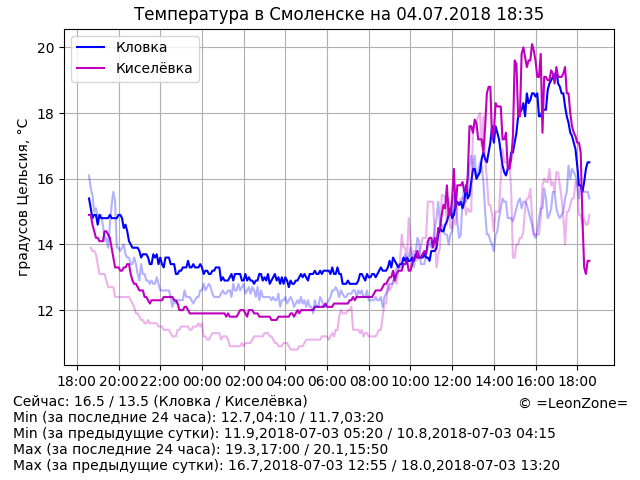 Температура в Смоленске на 04.07.2018 18:35
Кловка
Киселёвка
градусов Цельсия, °C
20
18
16
14
12
18:00 20:00 22:00 00:00 02:00 04:00 06:00 08:00 10:00 12:00 14:00 16:00 18:00
Сейчас: 16.5 / 13.5 (Кловка / Киселёвка)
© =LeonZone=
Min (за последние 24 часа): 12.7,04:10 / 11.7,03:20
Min (за предыдущие сутки): 11.9,2018-07-03 05:20 / 10.8,2018-07-03 04:15
Max (за последние 24 часа): 19.3,17:00 / 20.1,15:50
Max (за предыдущие сутки): 16.7,2018-07-03 12:55 / 18.0,2018-07-03 13:20